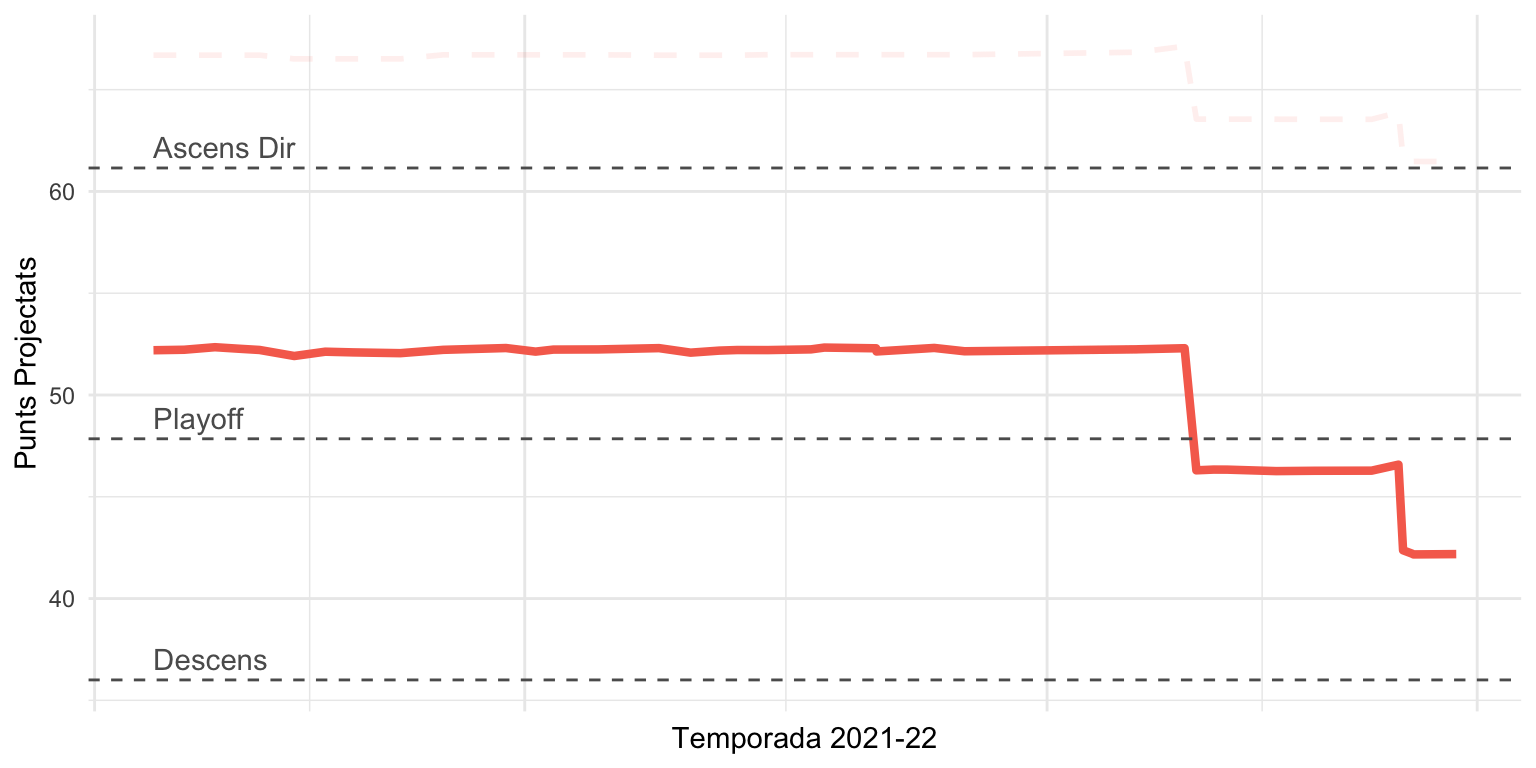 Ascens Dir
60
Punts Projectats
50
Playoff
40
Descens
Temporada 2021-22